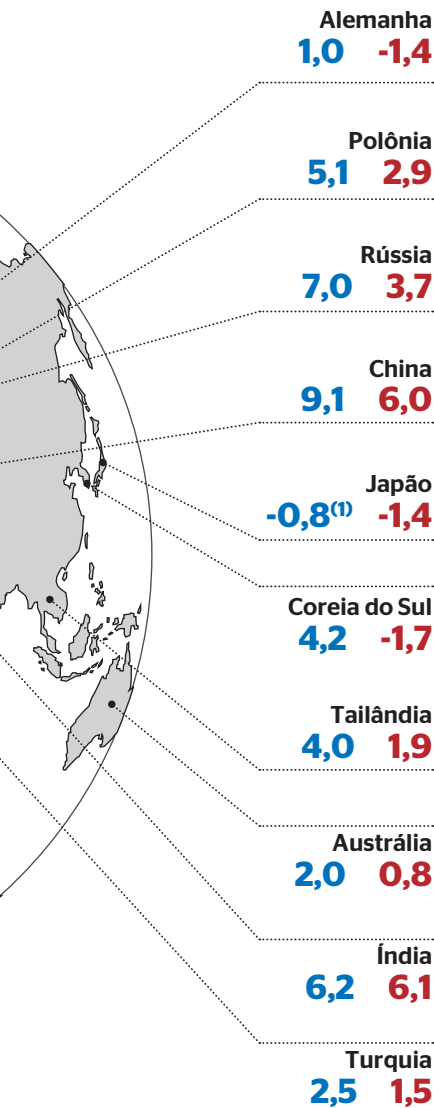 Alemanha
1,0 -1,4
Polônia
5,1 2,9
Rússia
7,0 3,7
China
9,1 6,0
Japão
-0,8(1) -1,4
Coreia do Sul
4,2 -1,7
Tailândia
4,0 1,9
Austrália
2,0 0,8
Índia
6,2 6,1
Turquia
2,5 1,5